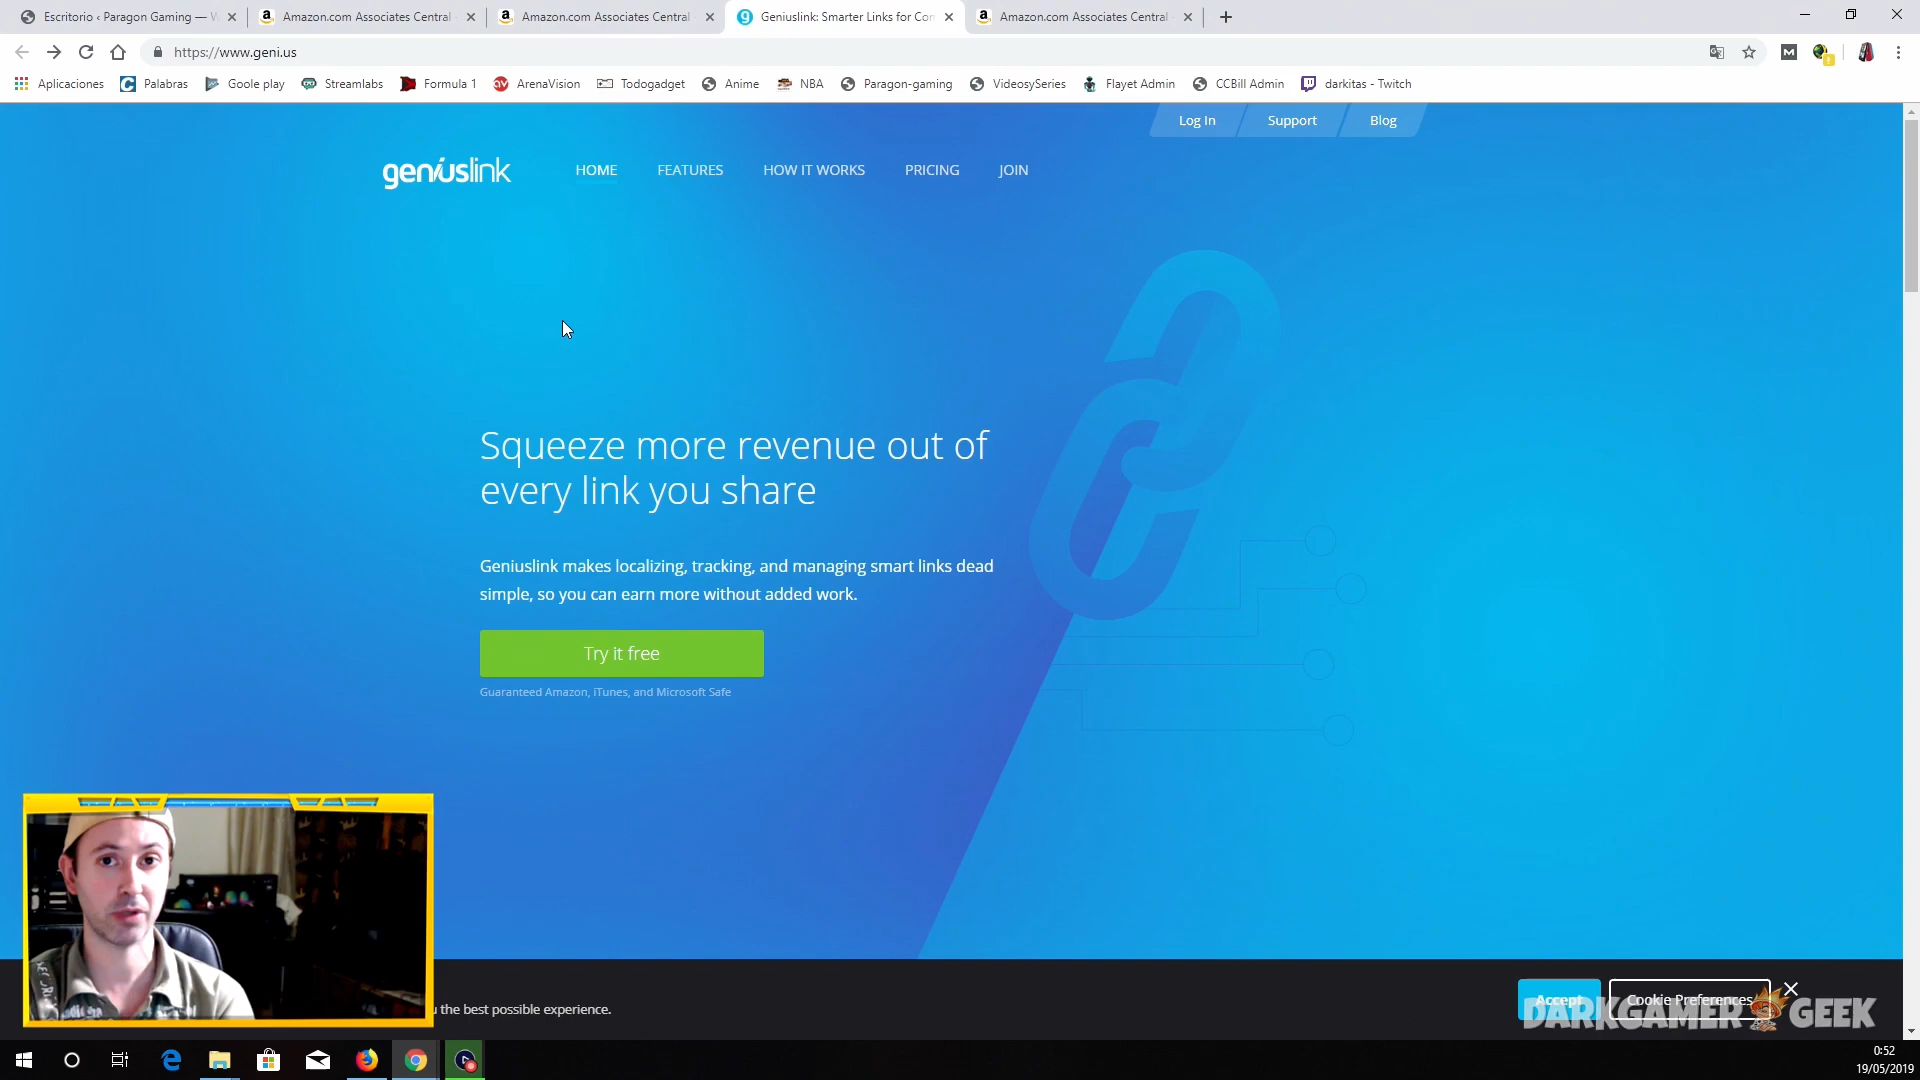 Escritorio ‹ Paragon Gaming —
Amazon.com Associates Central
Amazon.com Associates Central
Geniuslink: Smarter Links for Con
Amazon.com Associates Central
https://www.geni.us
Aplicaciones
Palabras
Goole play
Streamlabs
Formula 1
ArenaVision
Todogadget
Anime
NBA
Paragon-gaming
VideosySeries
Flayet Admin
CCBill Admin
darkitas - Twitch
Log In
Support
Blog
geniuslink
HOME
FEATURES
HOW IT WORKS
PRICING
JOIN
Squeeze more revenue out of
every link you share
Geniuslink makes localizing, tracking, and managing smart links dead
simple, so you can earn more without added work.
Try it free
Guaranteed Amazon, iTunes, and Microsoft Safe
the best possible experience.
Accept
Cookie Preferences
DARKGAMER GEEK
0:52
19/05/2019